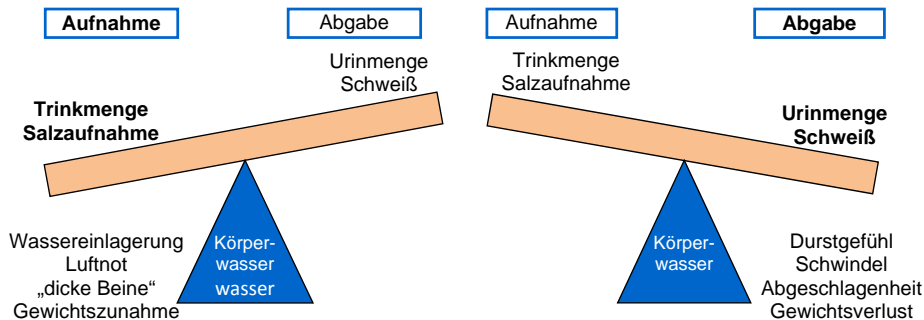 Aufnahme
Abgabe
Urinmenge
Schweiß
Trinkmenge
Salzaufnahme
Körper-
wasser
wasser
Wassereinlagerung
Luftnot
„dicke Beine“
Gewichtszunahme
Aufnahme
Abgabe
Trinkmenge
Salzaufnahme
Urinmenge
Schweiß
Körper-
wasser
Durstgefühl
Schwindel
Abgeschlagenheit
Gewichtsverlust